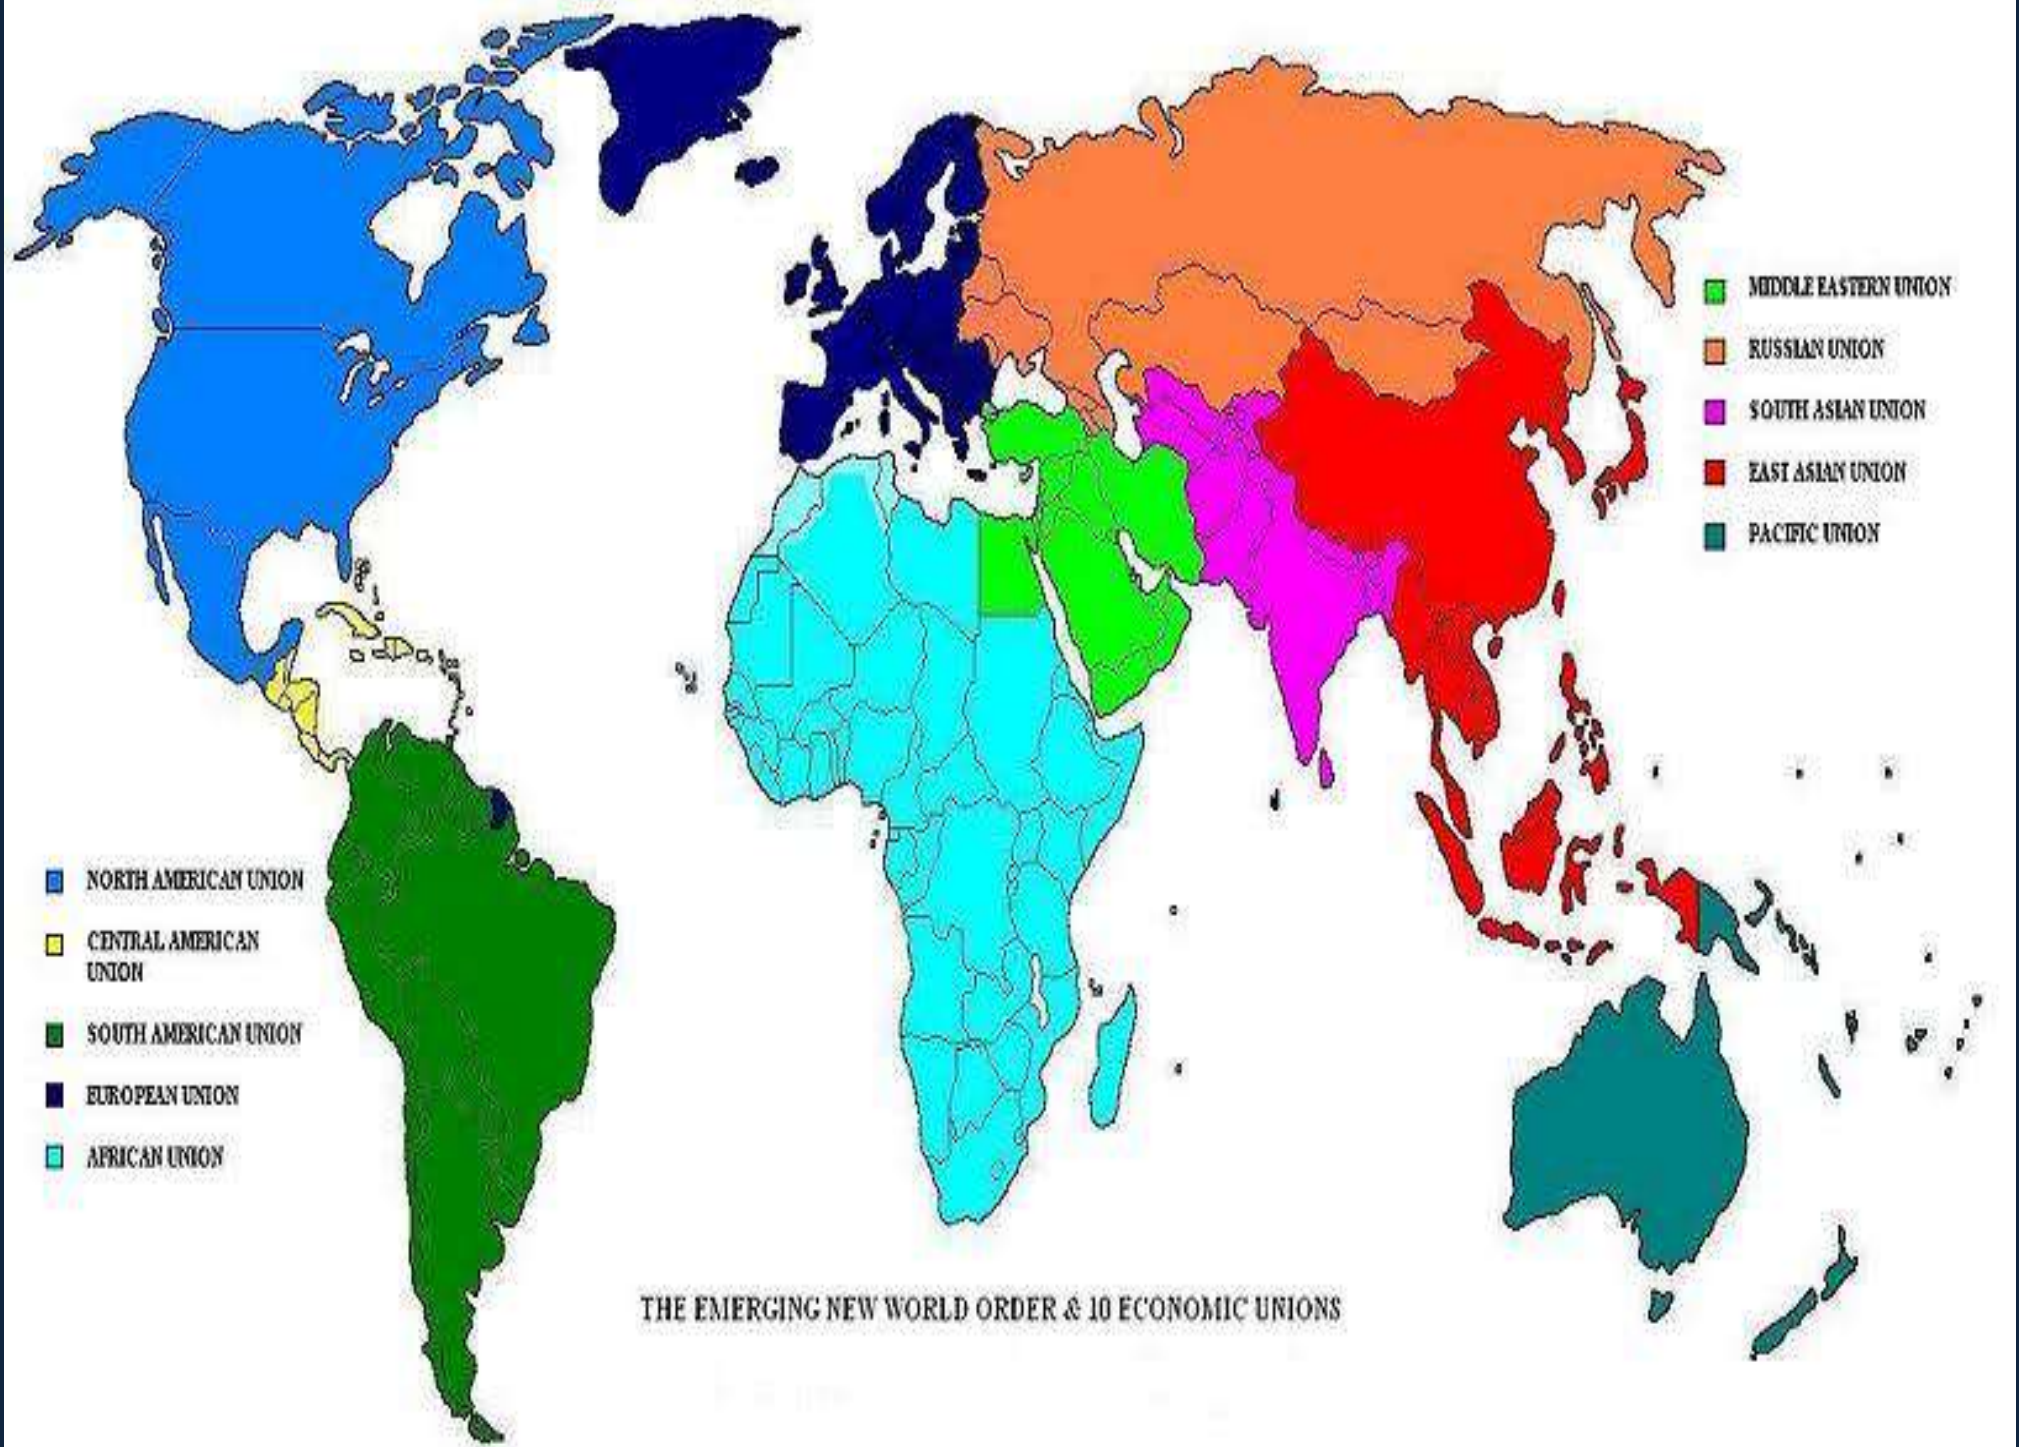 MIDDLE EASTERN UNION
RUSSIAN UNION
SOUTH ASIAN UNION
EAST ASIAN UNION
PACIFIC UNION
NORTH AMERICAN UNION
CENTRAL AMERICAN
UNION
SOUTH AMERICAN UNION
EUROPEAN UNION
AFRICAN UNION
THE EMERGING NEW WORLD ORDER & 10 ECONOMIC UNIONS